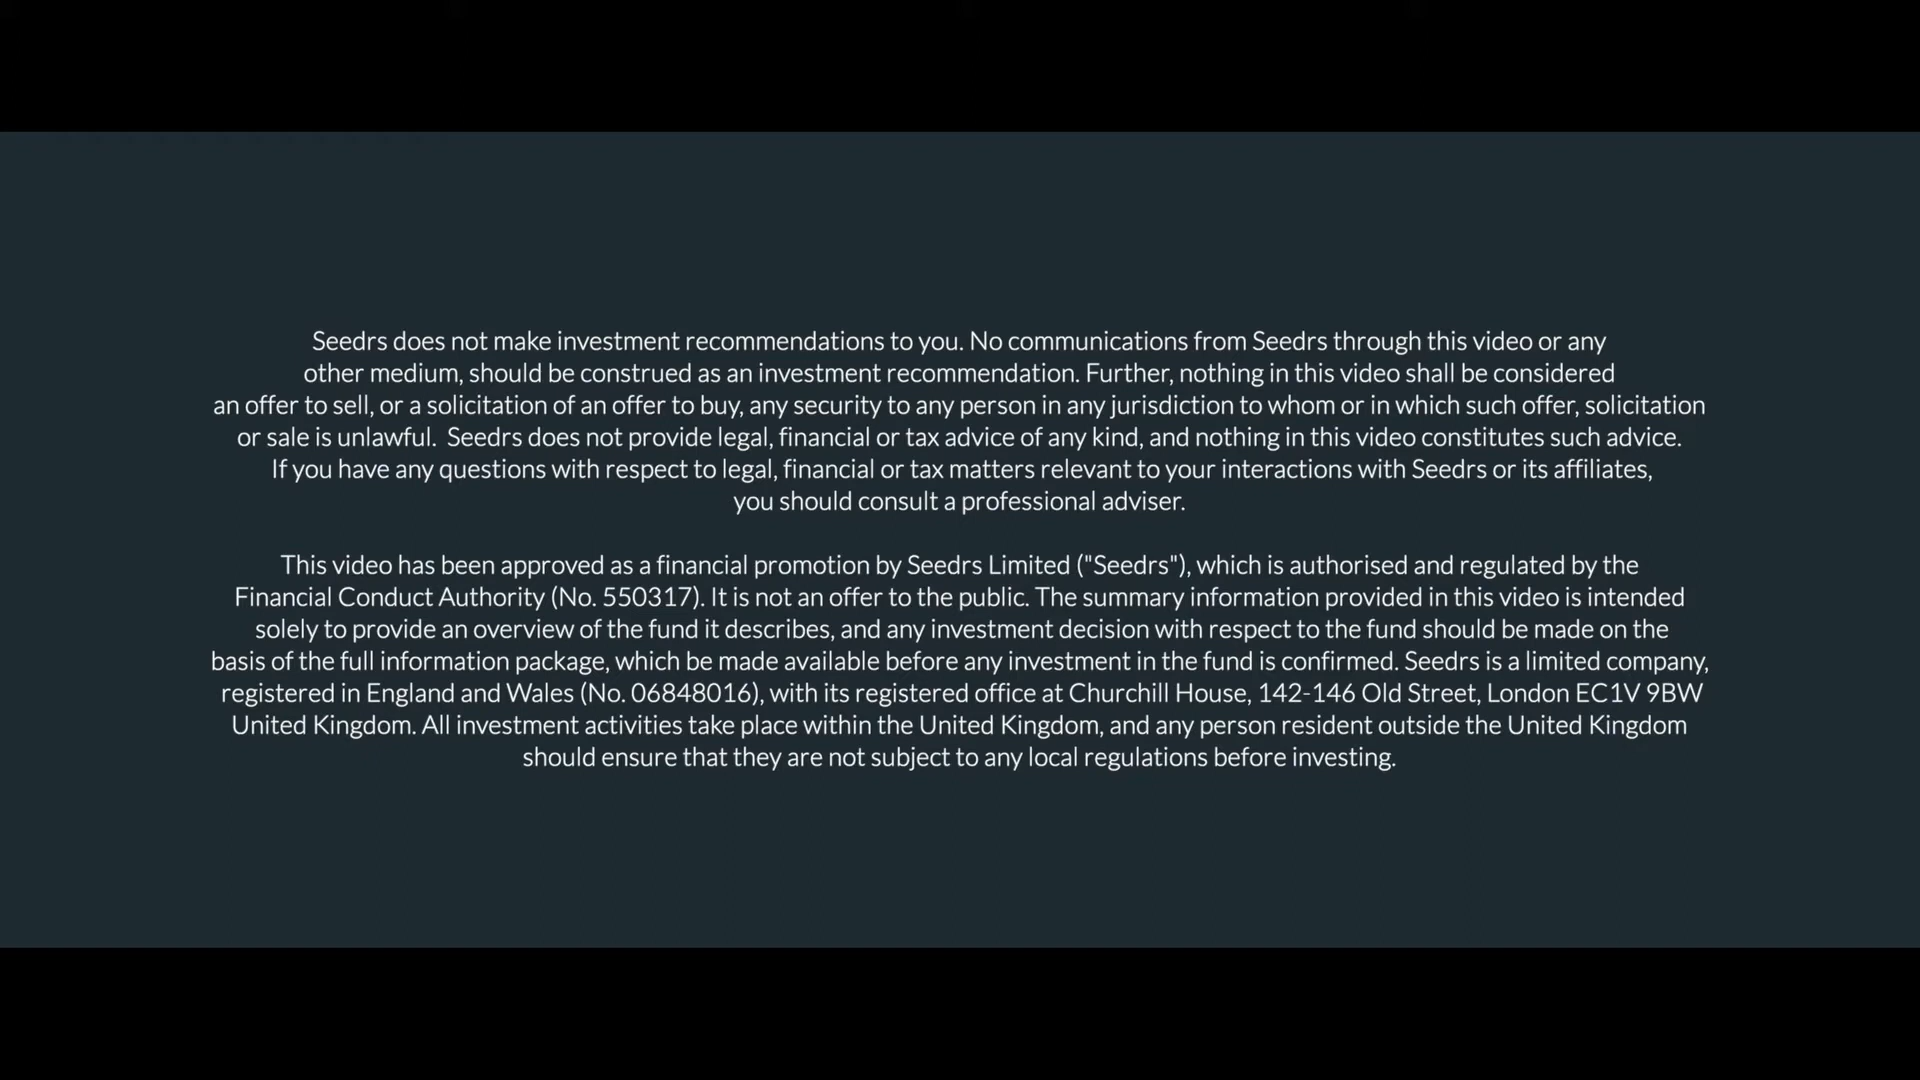 Seedrs does not make investment recommendations to you. No communications from Seedrs through this video or any
other medium, should be construed as an investment recommendation. Further, nothing in this video shall be considered
an offer to sell, or a solicitation of an offer to buy, any security to any person in any jurisdiction to whom or in which such offer, solicitation
or sale is unlawful.  Seedrs does not provide legal, financial or tax advice of any kind, and nothing in this video constitutes such advice.
If you have any questions with respect to legal, financial or tax matters relevant to your interactions with Seedrs or its affiliates,
you should consult a professional adviser.
This video has been approved as a financial promotion by Seedrs Limited ("Seedrs"), which is authorised and regulated by the
Financial Conduct Authority (No. 550317). It is not an offer to the public. The summary information provided in this video is intended
solely to provide an overview of the fund it describes, and any investment decision with respect to the fund should be made on the
basis of the full information package, which be made available before any investment in the fund is confirmed. Seedrs is a limited company,
registered in England and Wales (No. 06848016), with its registered office at Churchill House, 142-146 Old Street, London EC1V 9BW
United Kingdom. All investment activities take place within the United Kingdom, and any person resident outside the United Kingdom
should ensure that they are not subject to any local regulations before investing.